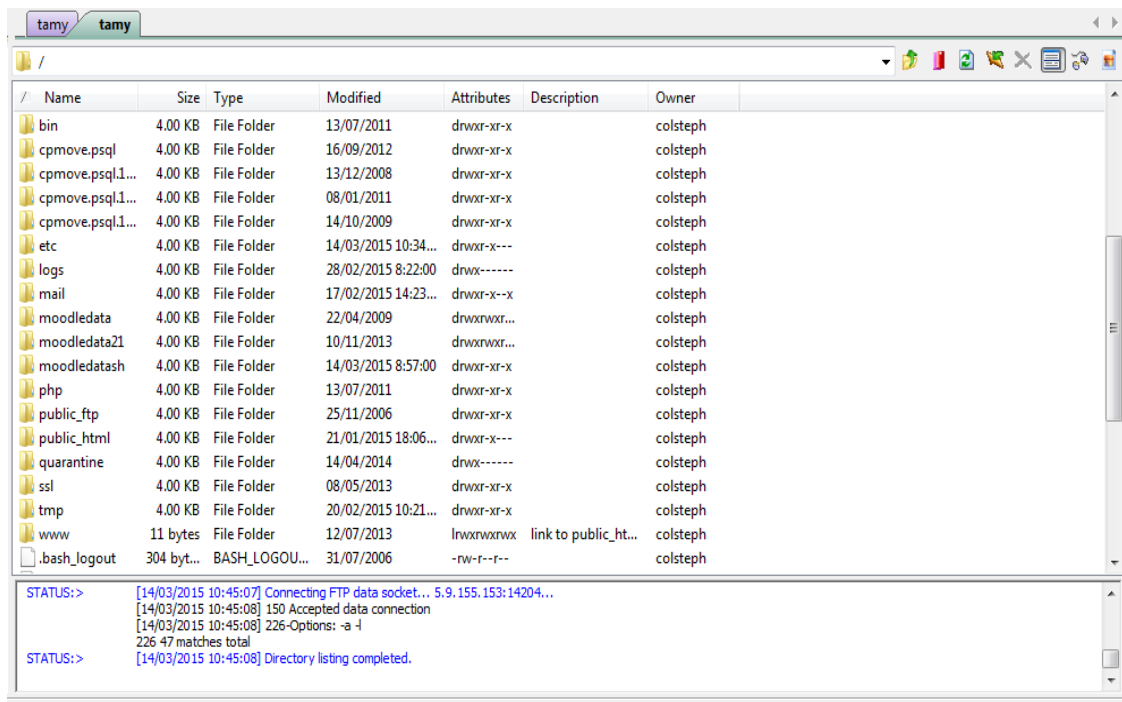 tamy tamy
/
/ Name Size Type Modified Attributes Description Owner
bin 4.00 KB File Folder 13/07/2011 drwxr-xr-x colsteph
cpmove.psql 4.00 KB File Folder 16/09/2012 drwxr-xr-x colsteph
cpmove.psql.1... 4.00 KB File Folder 13/12/2008 drwxr-xr-x colsteph
cpmove.psql.1... 4.00 KB File Folder 08/01/2011 drwxr-xr-x colsteph
cpmove.psql.1... 4.00 KB File Folder 14/10/2009 drwxr-xr-x colsteph
etc 4.00 KB File Folder 14/03/2015 10:34... drwxr-x--- colsteph
logs 4.00 KB File Folder 28/02/2015 8:22:00 drwx------ colsteph
mail 4.00 KB File Folder 17/02/2015 14:23... drwxr-x--x colsteph
moodledata 4.00 KB File Folder 22/04/2009 drwxrwxr... colsteph
moodledata21 4.00 KB File Folder 10/11/2013 drwxrwxr... colsteph
moodledatash 4.00 KB File Folder 14/03/2015 8:57:00 drwxr-xr-x colsteph
php 4.00 KB File Folder 13/07/2011 drwxr-xr-x colsteph
public_ftp 4.00 KB File Folder 25/11/2006 drwxr-xr-x colsteph
public_html 4.00 KB File Folder 21/01/2015 18:06... drwxr-x--- colsteph
quarantine 4.00 KB File Folder 14/04/2014 drwx------ colsteph
ssl 4.00 KB File Folder 08/05/2013 drwxr-xr-x colsteph
tmp 4.00 KB File Folder 20/02/2015 10:21... drwxr-xr-x colsteph
www 11 bytes File Folder 12/07/2013 lrwxrwxrwx link to public_ht... colsteph
.bash_logout 304 byt... BASH_LOGOU... 31/07/2006 -rw-r--r-- colsteph
STATUS:> [14/03/2015 10:45:07] Connecting FTP data socket... 5.9.155.153:14204...
[14/03/2015 10:45:08] 150 Accepted data connection
[14/03/2015 10:45:08] 226-Options: -a -l
226 47 matches total
STATUS:> [14/03/2015 10:45:08] Directory listing completed.